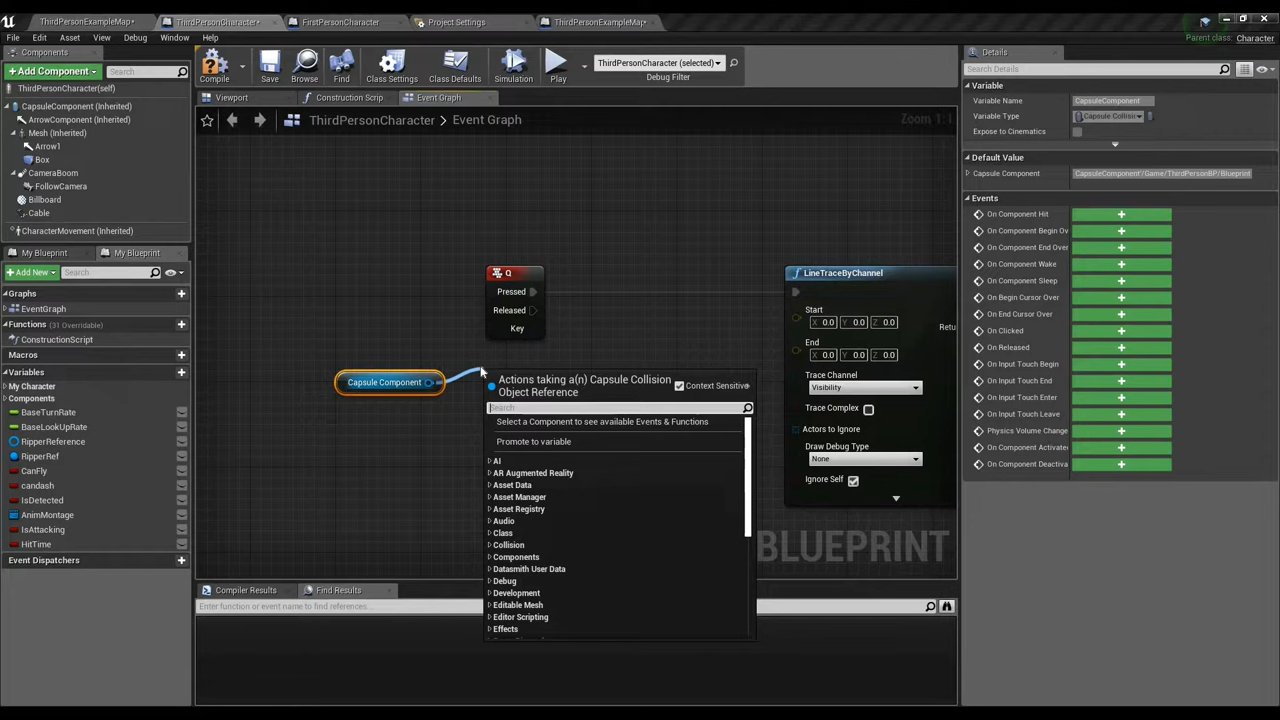 ThirdPersonExampleMap*
ThirdPersonCharacter*
FirstPersonCharacter
Project Settings
ThirdPersonExampleMap*
File Edit Asset View Debug Window Help
Parent class: Character
Components
+Add Component
Search
ThirdPersonCharacter(self)
CapsuleComponent (Inherited)
ArrowComponent (Inherited)
Mesh (Inherited)
Arrow1
Box
CameraBoom
FollowCamera
Billboard
Cable
CharacterMovement (Inherited)
My Blueprint
My Blueprint
+Add New
Search
Graphs
EventGraph
Functions (31 Overridable)
ConstructionScript
Macros
Variables
My Character
Components
BaseTurnRate
BaseLookUpRate
RipperReference
RipperRef
CanFly
candash
IsDetected
AnimMontage
IsAttacking
HitTime
Event Dispatchers
Compile
Save
Browse
Find
Class Settings
Class Defaults
Simulation
Play
ThirdPersonCharacter (selected)
Debug Filter
Viewport
Construction Scrip
Event Graph
ThirdPersonCharacter > Event Graph
Zoom 1:1
Q
Pressed
Released
Key
Capsule Component
Actions taking a(n) Capsule Collision
Object Reference
Context Sensitive
Search
Select a Component to see available Events & Functions
Promote to variable
AI
AR Augmented Reality
Asset Data
Asset Manager
Asset Registry
Audio
Class
Collision
Components
Datasmith User Data
Debug
Development
Editable Mesh
Editor Scripting
Effects
LineTraceByChannel
Start
X 0.0 Y 0.0 Z 0.0
Retu
End
X 0.0 Y 0.0 Z 0.0
Trace Channel
Visibility
Trace Complex
Actors to Ignore
Draw Debug Type
None
Ignore Self
BLUEPRINT
Compiler Results
Find Results
Enter function or event name to find references...
Details
Search Details
Variable
Variable Name CapsuleComponent
Variable Type Capsule Collisi
Expose to Cinematics
Default Value
Capsule Component CapsuleComponent'/Game/ThirdPersonBP/Blueprint
Events
On Component Hit
On Component Begin Ov
On Component End Over
On Component Wake
On Component Sleep
On Begin Cursor Over
On End Cursor Over
On Clicked
On Released
Input Touch Begin
On Input Touch End
On Input Touch Enter
On Input Touch Leave
Physics Volume Change
On Component Activate
On Component Deactiva